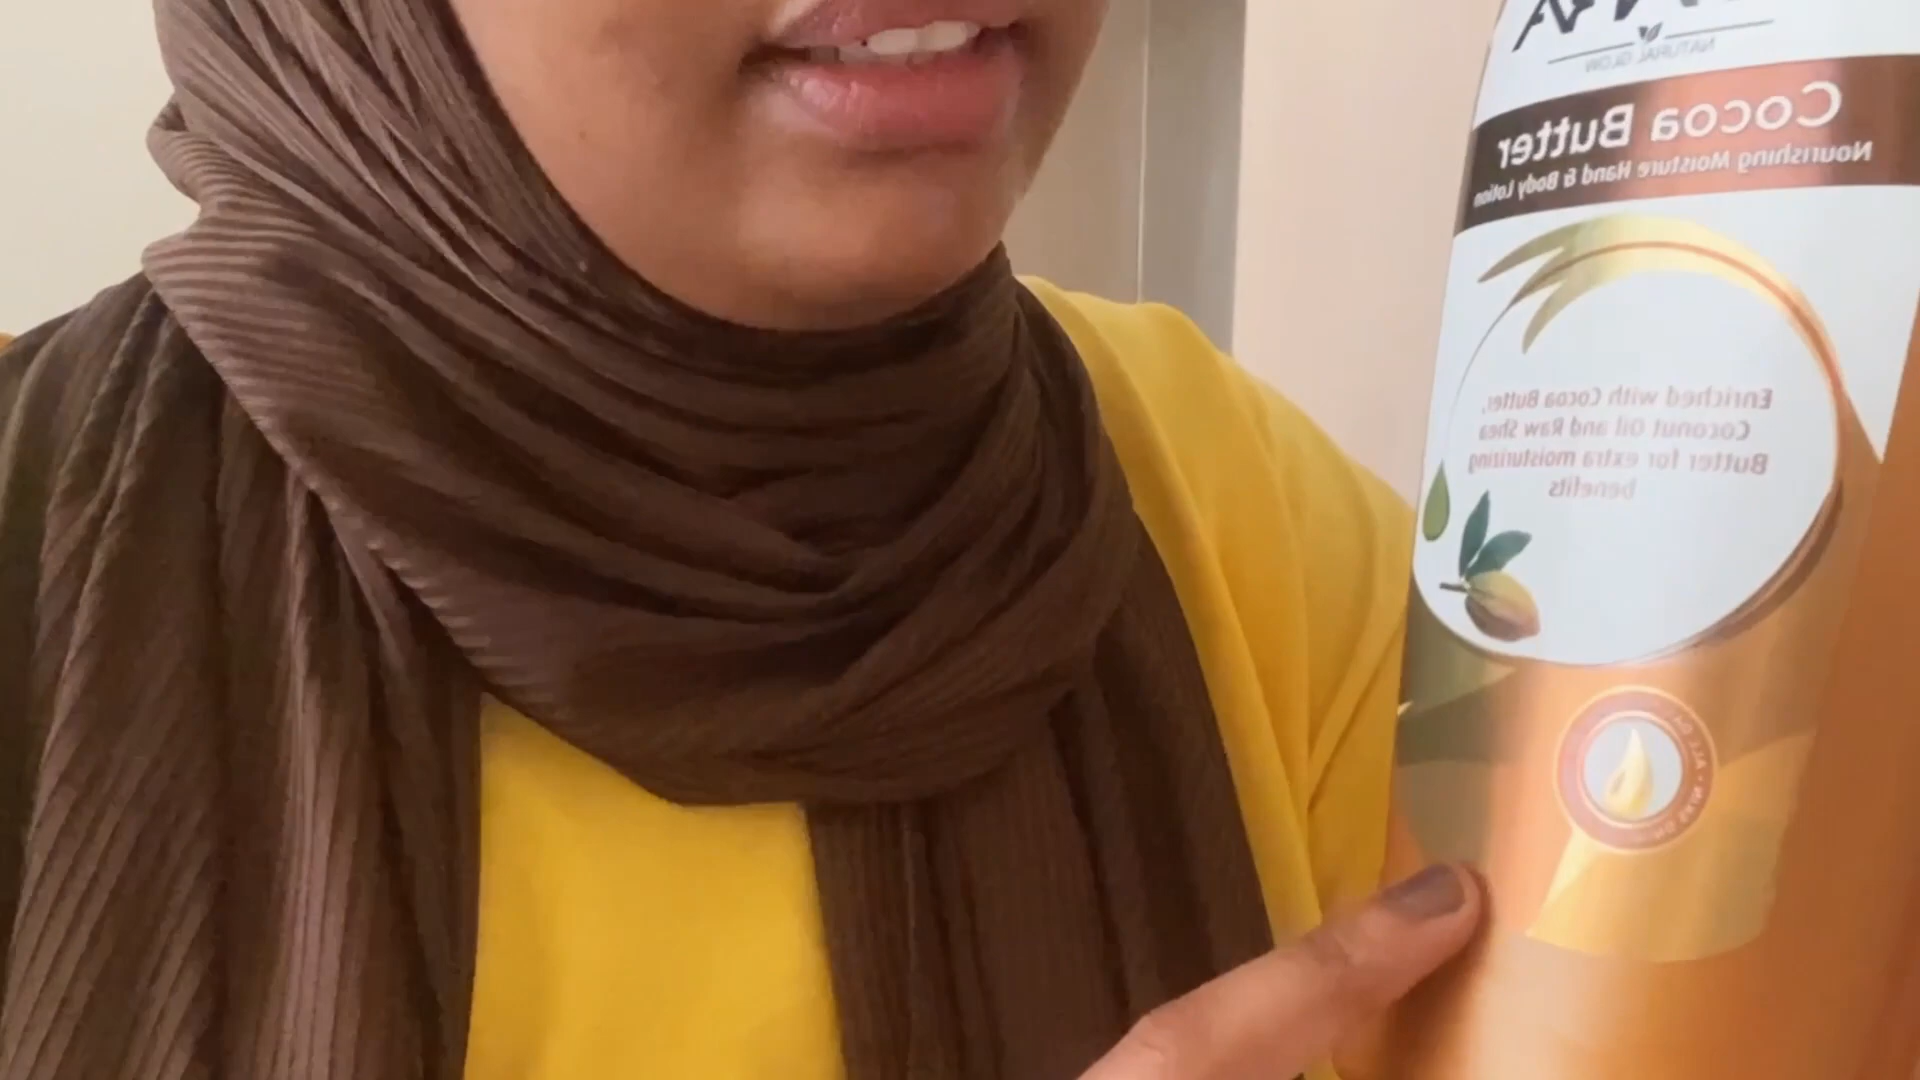 NATURAL GLOW
Cocoa Butter
Nourishing Moisture Hand & Body Lotion
Enriched with Cocoa Butter,
Coconut Oil and Raw Shea
Butter for extra moisturizing
benefits